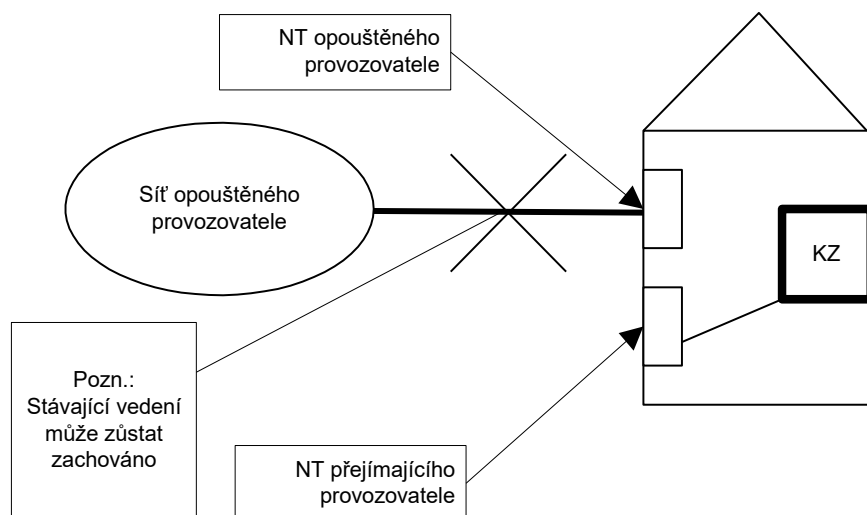 NT opouštěného
provozovatele
Síť opouštěného
provozovatele
KZ
Pozn.:
Stávající vedení
může zůstat
zachováno
NT přejímajícího
provozovatele